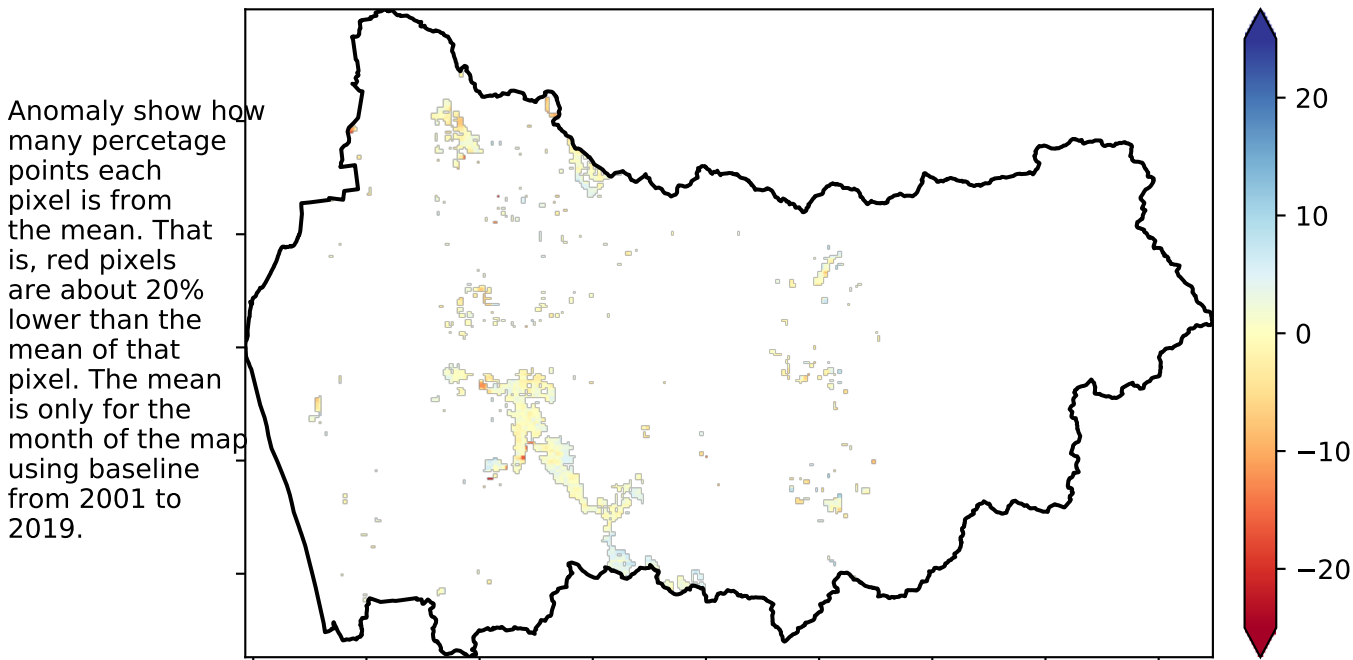 Anomaly show how
many percetage
points each
pixel is from
the mean. That
is, red pixels
are about 20%
lower than the
mean of that
pixel. The mean
is only for the
month of the map
using baseline
from 2001 to
2019.
20
10
0
−10
−20